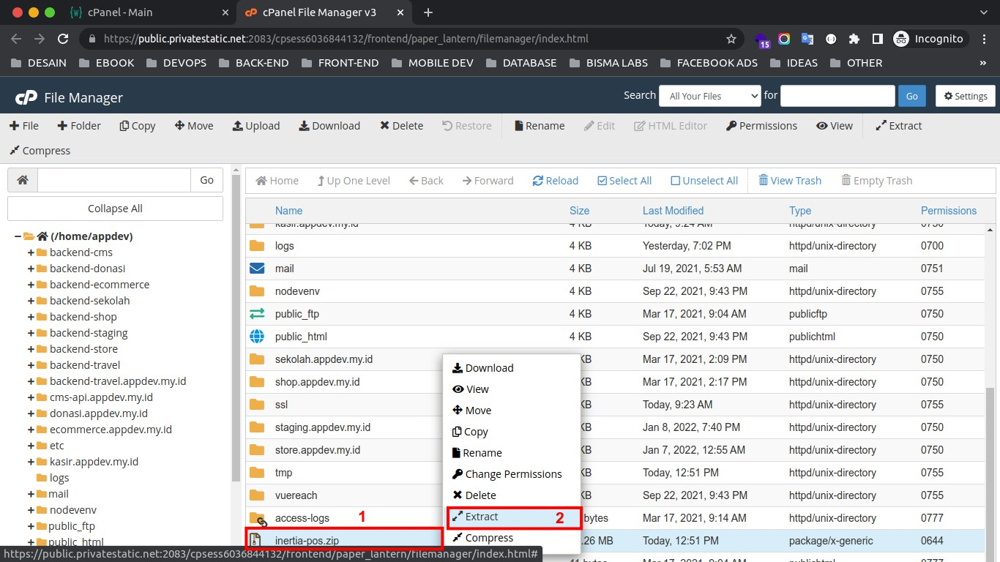 cPanel - Main
cPanel File Manager v3
https://public.privatestatic.net:2083/cpsess6036844132/frontend/paper_lantern/filemanager/index.html
15
Incognito
DESAIN EBOOK DEVOPS BACK-END FRONT-END MOBILE DEV DATABASE BISMA LABS FACEBOOK ADS IDEAS OTHER »
cP File Manager
Search All Your Files for Go Settings
File Folder Copy Move Upload Download Delete Restore Rename Edit HTML Editor Permissions View Extract
Compress
Go
Collapse All
(/home/appdev)
backend-cms
backend-donasi
backend-ecommerce
backend-sekolah
backend-shop
backend-staging
backend-store
backend-travel
backend-travel.appdev.my.id
cms-api.appdev.my.id
donasi.appdev.my.id
ecommerce.appdev.my.id
etc
kasir.appdev.my.id
logs
mail
nodevenv
public_ftp
public_html
Home Up One Level Back Forward Reload Select All Unselect All View Trash Empty Trash
Name Size Last Modified Type Permissions
kasir.appdev.my.id 4 KB Today, 9:24 AM httpd/unix-directory 0750
logs 4 KB Yesterday, 7:02 PM httpd/unix-directory 0700
mail 4 KB Jul 19, 2021, 5:53 AM mail 0751
nodevenv 4 KB Sep 22, 2021, 9:43 PM httpd/unix-directory 0755
public_ftp 4 KB Mar 17, 2021, 9:04 AM publicftp 0750
public_html 4 KB Sep 22, 2021, 9:43 PM publichtml 0750
sekolah.appdev.my.id KB Mar 17, 2021, 2:09 PM httpd/unix-directory 0750
shop.appdev.my.id KB Mar 17, 2021, 2:17 PM httpd/unix-directory 0750
ssl KB Today, 9:23 AM httpd/unix-directory 0755
staging.appdev.my.id KB Jan 8, 2022, 7:40 PM httpd/unix-directory 0750
store.appdev.my.id KB Jan 7, 2022, 12:55 AM httpd/unix-directory 0750
tmp KB Today, 12:51 PM httpd/unix-directory 0755
vuereach KB Sep 22, 2021, 9:43 PM httpd/unix-directory 0755
access-logs 1 bytes Mar 17, 2021, 9:14 AM httpd/unix-directory 0777
inertia-pos.zip .26 MB Today, 12:51 PM package/x-generic 0644
11 bytes Mar 17, 2021, 9:04 AM publichtml 0777
Download
View
Move
Copy
Rename
Change Permissions
Delete
Extract 2
Compress
https://public.privatestatic.net:2083/cpsess6036844132/frontend/paper_lantern/filemanager/index.html#